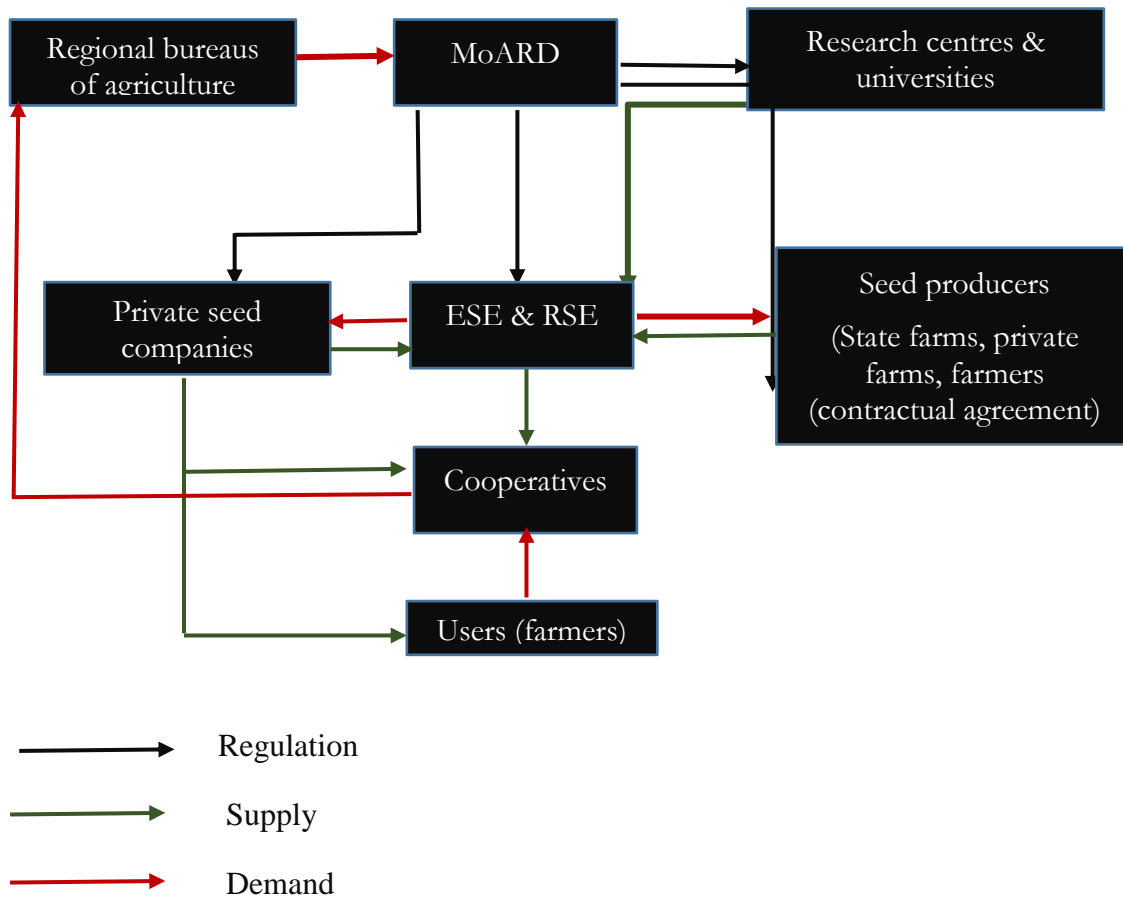 Regional bureaus
of agriculture
MoARD
Research centres &
universities
Private seed
companies
ESE & RSE
Seed producers
(State farms, private
farms, farmers
(contractual agreement)
Cooperatives
Users (farmers)
Regulation
Supply
Demand